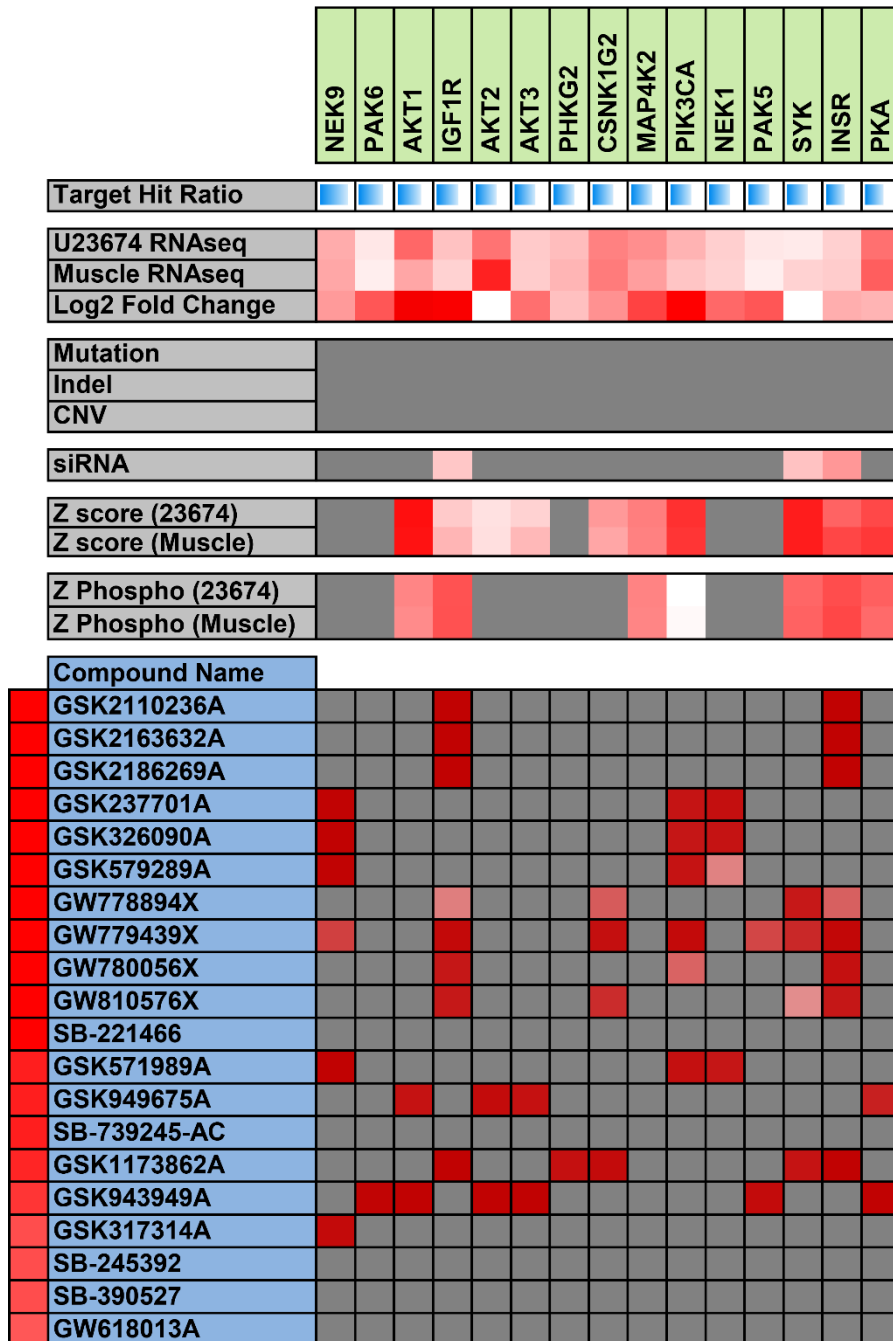 NEK9
PAK6
AKT1
IGF1R
AKT2
AKT3
PHKG2
CSNK1G2
MAP4K2
PIK3CA
NEK1
PAK5
SYK
INSR
PKA
Target Hit Ratio
U23674 RNAseq
Muscle RNAseq
Log2 Fold Change
Mutation
Indel
CNV
siRNA
Z score (23674)
Z score (Muscle)
Z Phospho (23674)
Z Phospho (Muscle)
Compound Name
GSK2110236A
GSK2163632A
GSK2186269A
GSK237701A
GSK326090A
GSK579289A
GW778894X
GW779439X
GW780056X
GW810576X
SB-221466
GSK571989A
GSK949675A
SB-739245-AC
GSK1173862A
GSK943949A
GSK317314A
SB-245392
SB-390527
GW618013A